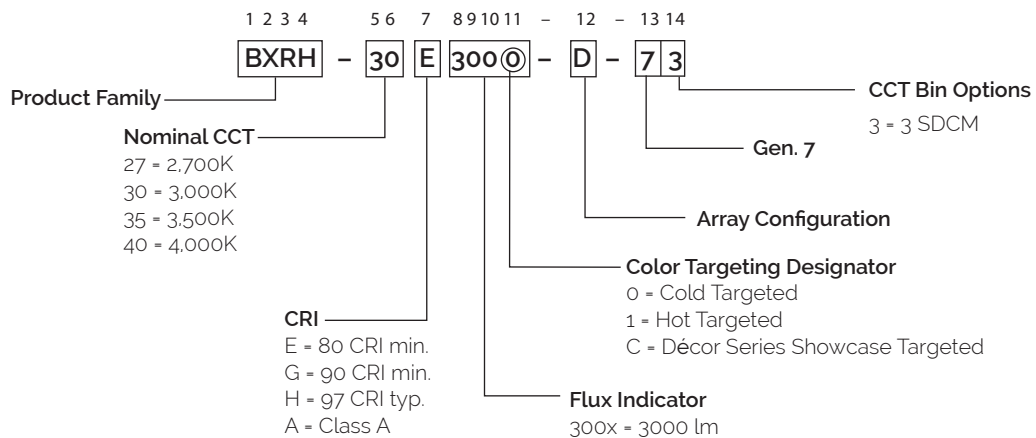 1 2 3 4 5 6 7 8 9 10 11 – 12 – 13 14
BXRH – 30 E 3000 – D – 7 3
Product Family
CCT Bin Options
3 = 3 SDCM
Nominal CCT
27 = 2,700K
30 = 3,000K
35 = 3,500K
40 = 4,000K
Gen. 7
Array Configuration
Color Targeting Designator
0 = Cold Targeted
1 = Hot Targeted
C = Décor Series Showcase Targeted
CRI
E = 80 CRI min.
G = 90 CRI min.
H = 97 CRI typ.
A = Class A
Flux Indicator
300x = 3000 lm